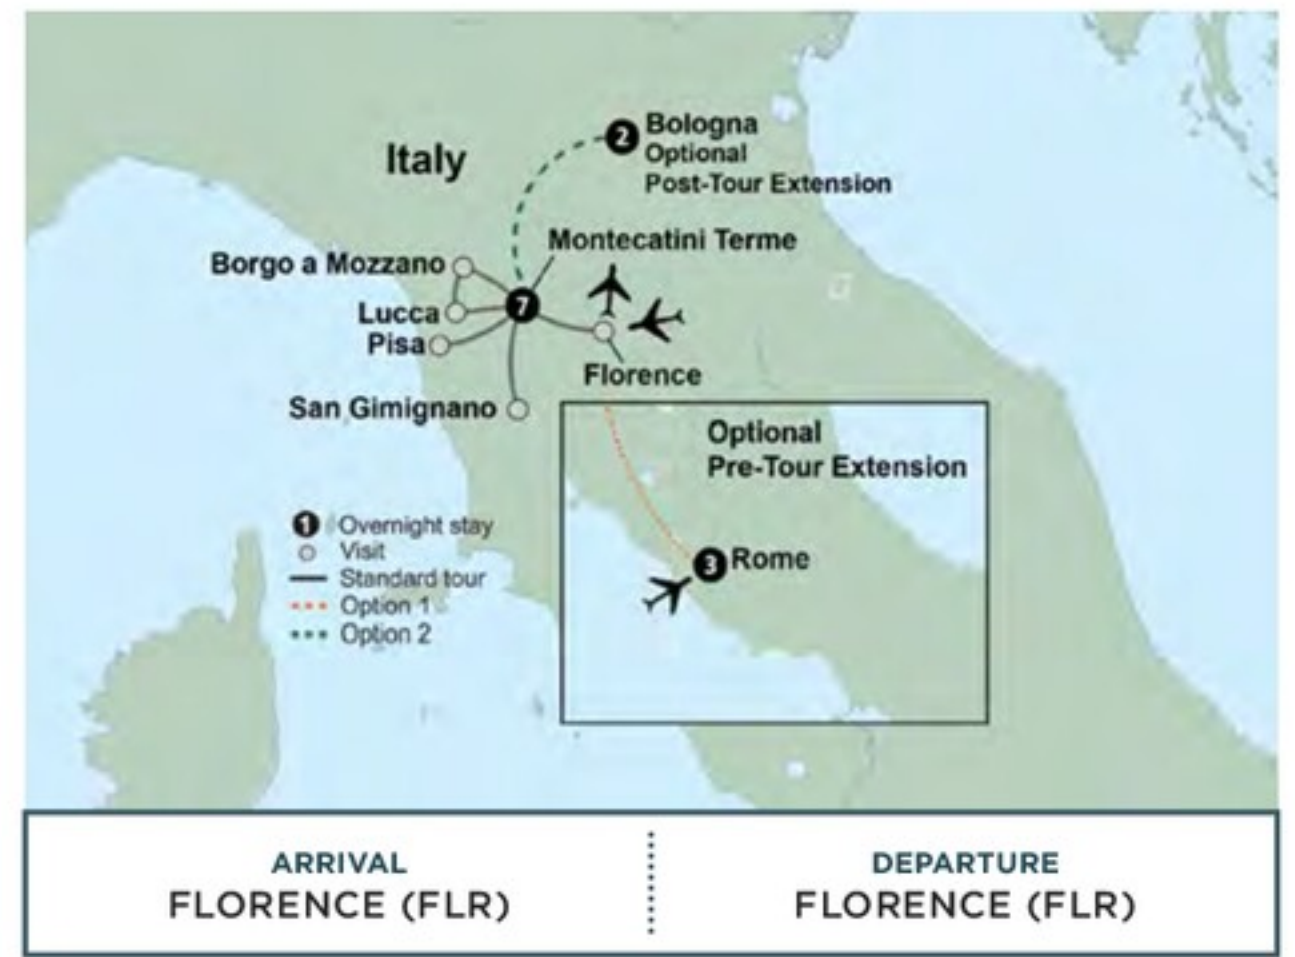 2 Bologna
Optional
Post-Tour Extension
Italy
Montecatini Terme
Borgo a Mozzano
7
Lucca
Pisa
Florence
San Gimignano
Optional
Pre-Tour Extension
3 Rome
1 Overnight stay
Visit
Standard tour
Option 1
Option 2
ARRIVAL
FLORENCE (FLR)
DEPARTURE
FLORENCE (FLR)